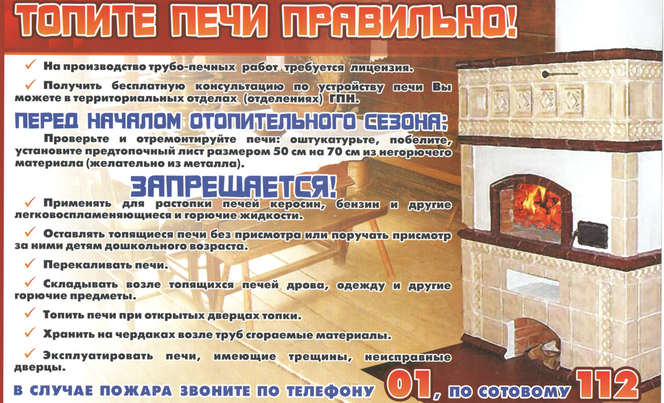 ТОПИТЕ ПЕЧИ ПРАВИЛЬНО!
✓ На производство трубо-печных работ требуется лицензия.
✓ Получить бесплатную консультацию по устройству печи Вы
можете в территориальных отделах (отделениях) ГПН.
ПЕРЕД НАЧАЛОМ ОТОПИТЕЛЬНОГО СЕЗОНА:
Проверьте и отремонтируйте печи: оштукатурьте, побелите,
установите предтопочный лист размером 50 см на 70 см из негорючего
материала (желательно из металла).
ЗАПРЕЩАЕТСЯ!
✓ Применять для растопки печей керосин, бензин и другие
легковоспламеняющиеся и горючие жидкости.
✓ Оставлять топящиеся печи без присмотра или поручать присмотр
за ними детям дошкольного возраста.
✓ Перекаливать печи.
✓ Складывать возле топящихся печей дрова, одежду и другие
горючие предметы.
✓ Топить печи при открытых дверцах топки.
✓ Хранить на чердаках возле труб сгораемые материалы.
✓ Эксплуатировать печи, имеющие трещины, неисправные
дверцы.
В СЛУЧАЕ ПОЖАРА ЗВОНИТЕ ПО ТЕЛЕФОНУ 01, ПО СОТОВОМУ 112